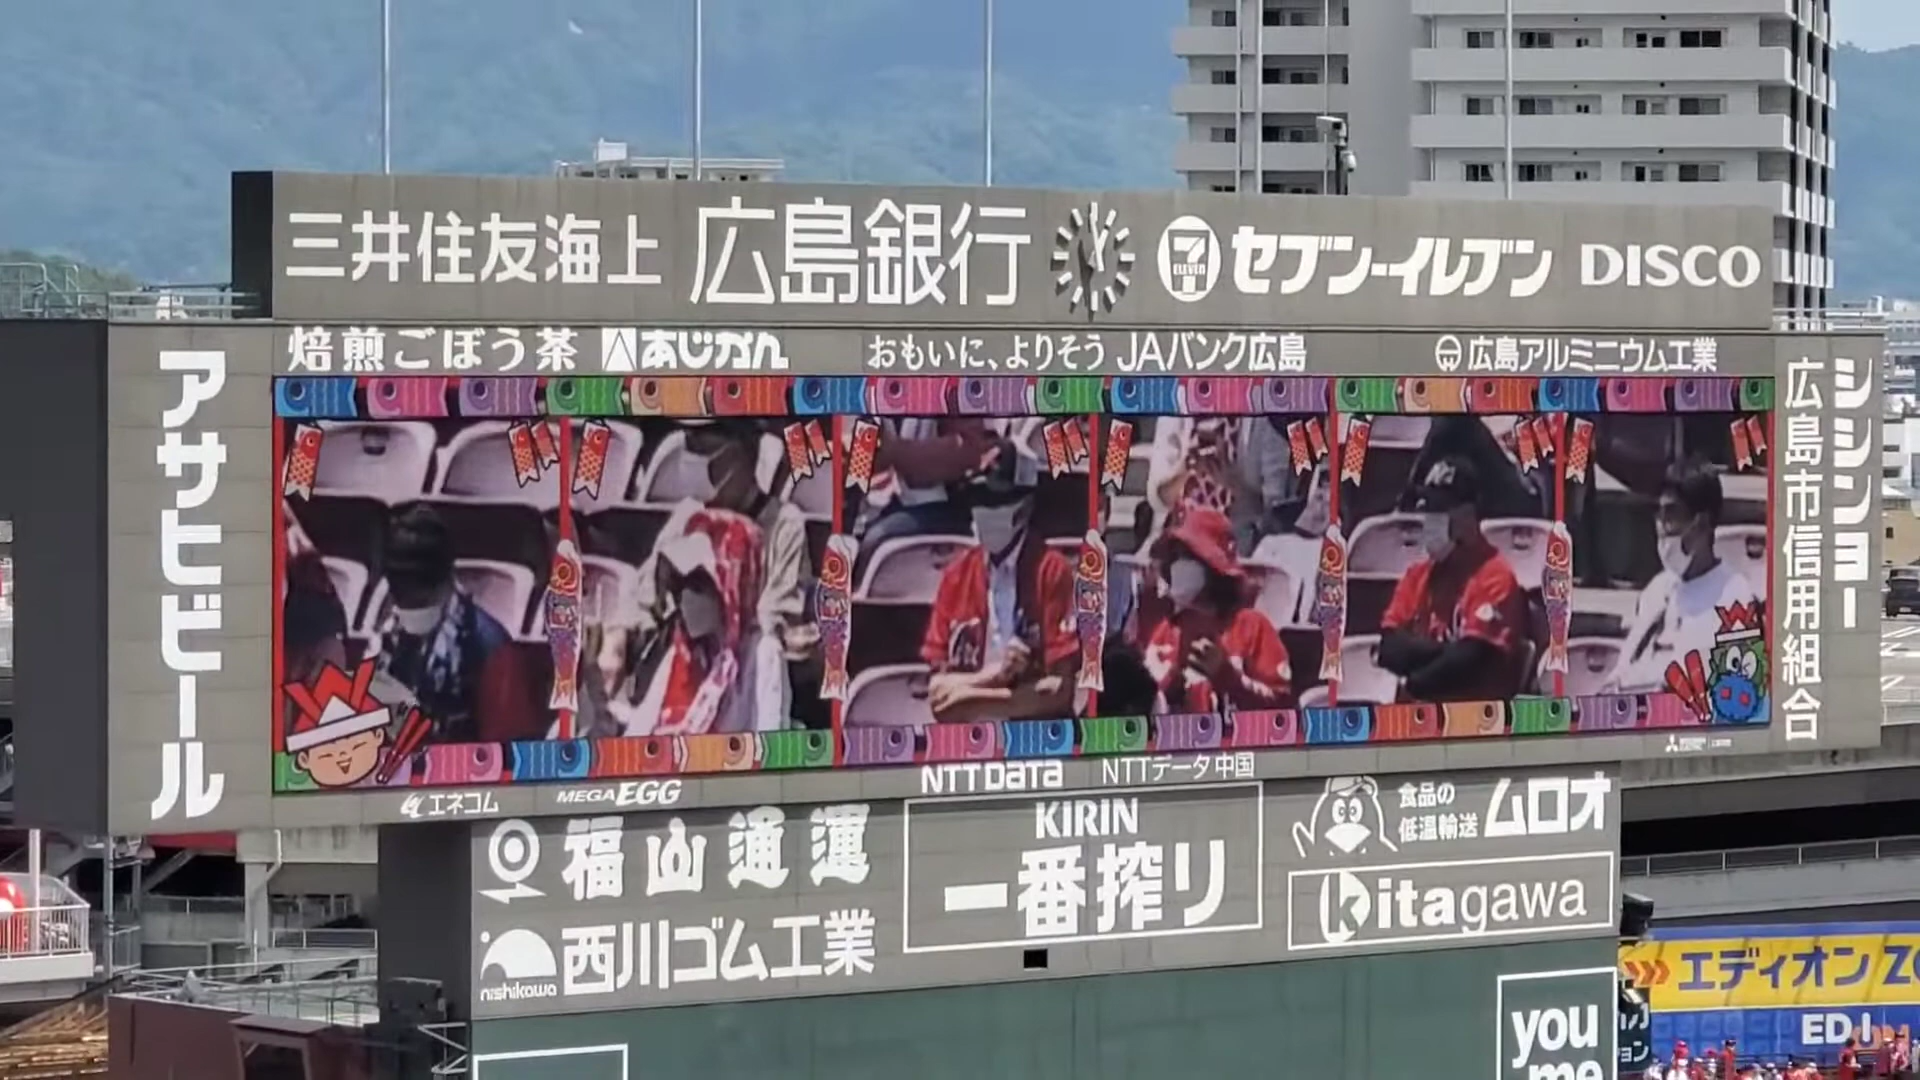 三井住友海上 広島銀行 7 ELEVEN セブン-イレブン DISCO
焙煎ごぼう茶 あじかん おもいに、よりそう JAバンク広島 広島アルミニウム工業
アサヒビール
広島市信用組合
シシンヨー
エネコム MEGA EGG NTT DATA NTTデータ中国
福山通運
西川ゴム工業
nishikawa
KIRIN
一番搾り
食品の
低温輸送
ムロオ
kitagawa
エディオン
EDI
you
me